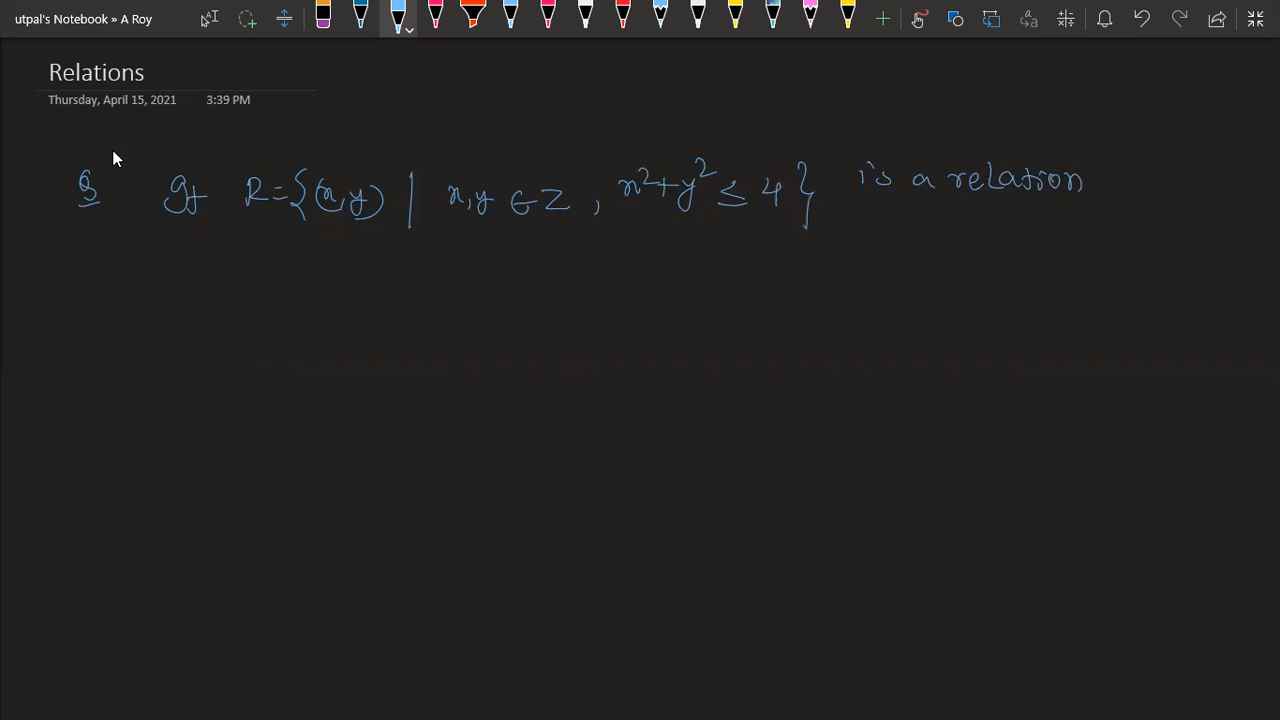 utpal's Notebook » A Roy
Relations
Thursday, April 15, 2021 3:39 PM
Q If R = {(x,y) | x,y ∈ Z , x²+y² ≤ 4} is a relation